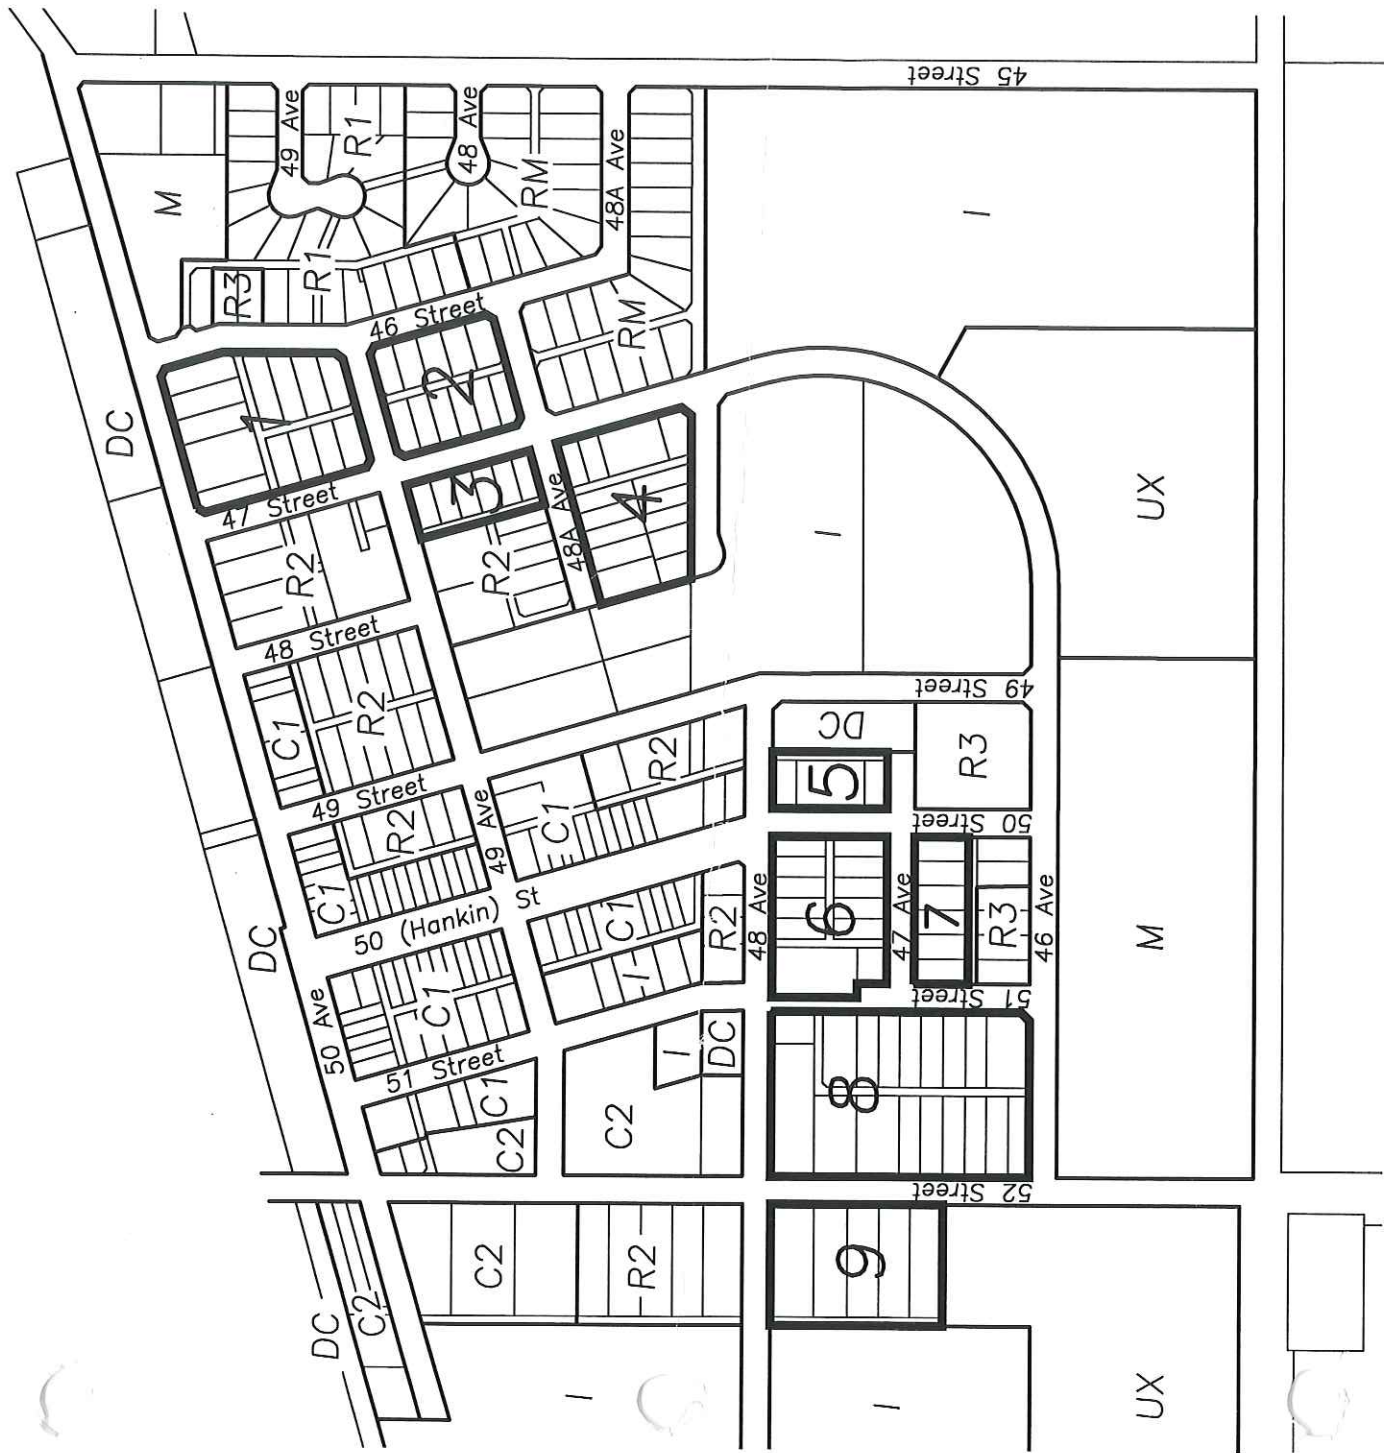 45 Street
49 Ave
R1
48 Ave
48A Ave
M
RM
I
R3
R1
46 Street
RM
DC
1
2
47 Street
3
48A Ave
4
UX
R2
R2
I
48 Street
C1
R2
49 Street
DC
R3
49 Street
R2
R2
5
49 Ave
C1
50 Street
C1
50 (Hankin) St
DC
C1
R2
48 Ave
6
47 Ave
7
R3
46 Ave
M
I
50 Ave
C1
51 Street
51 Street
I
DC
C1
C2
C2
8
52 Street
C2
R2
9
DC
C2
I
I
UX